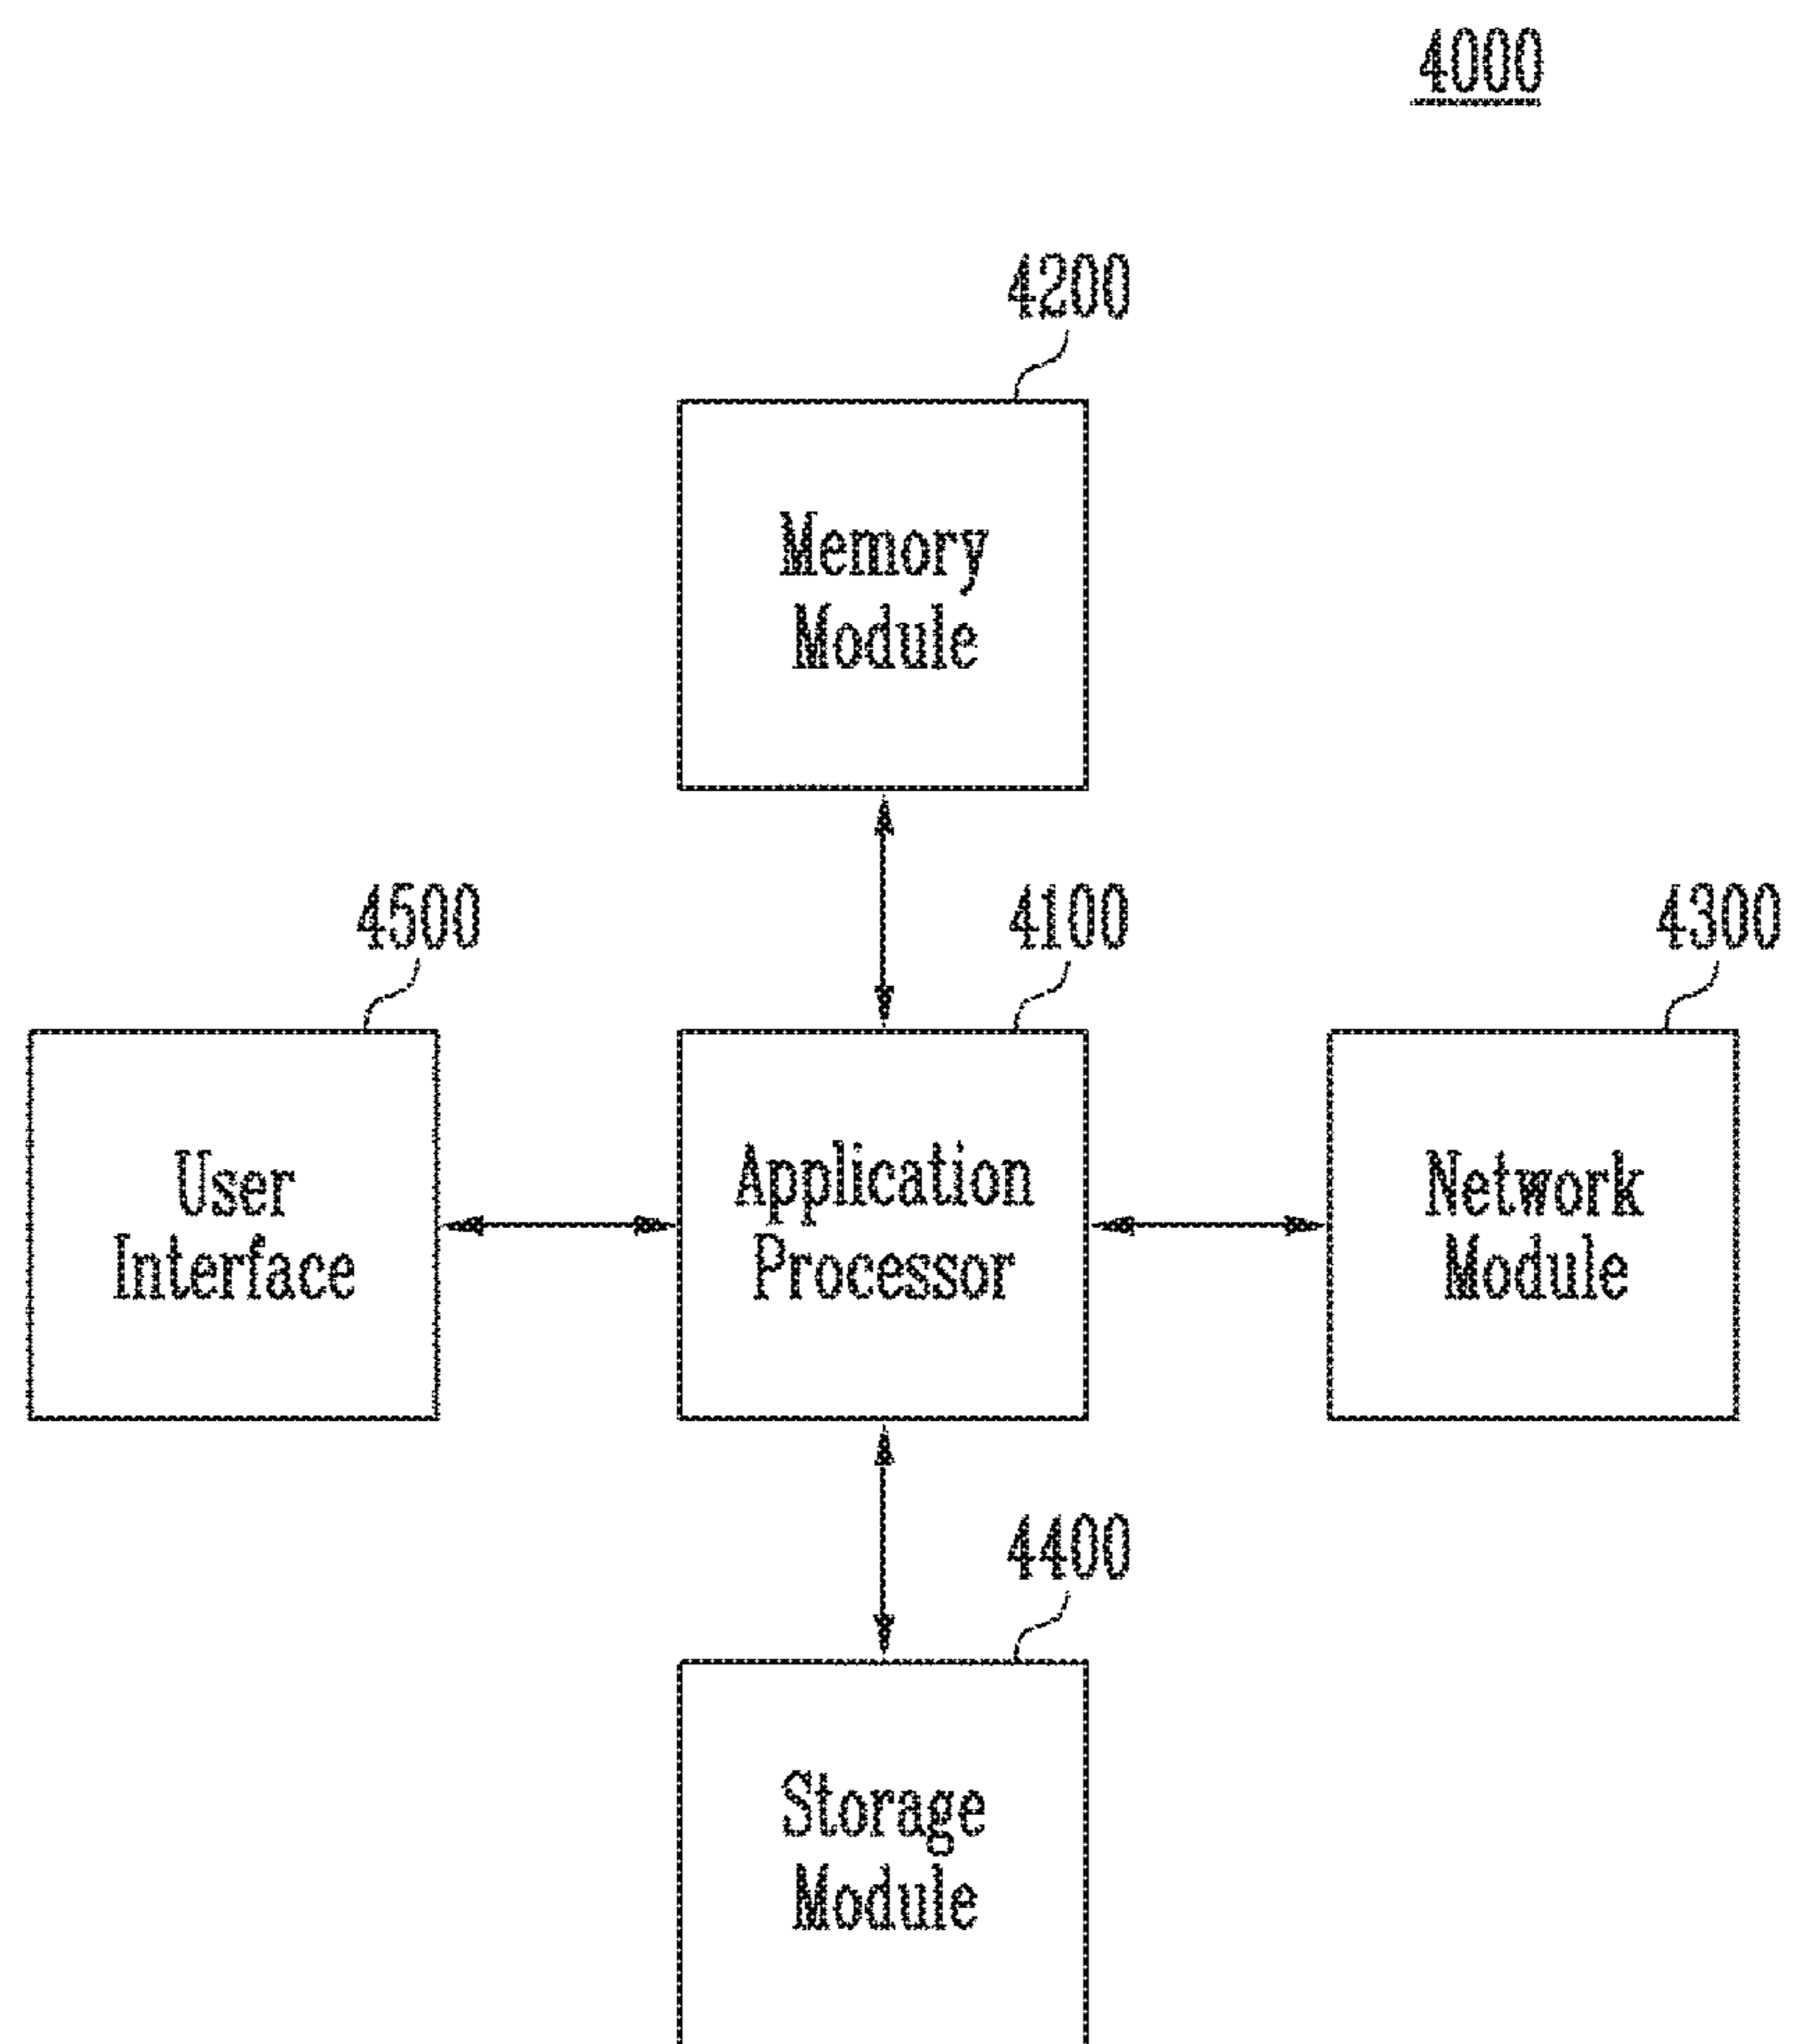 4000
4200
Memory
Module
4500
4100
4300
User
Interface
Application
Processor
Network
Module
4400
Storage
Module